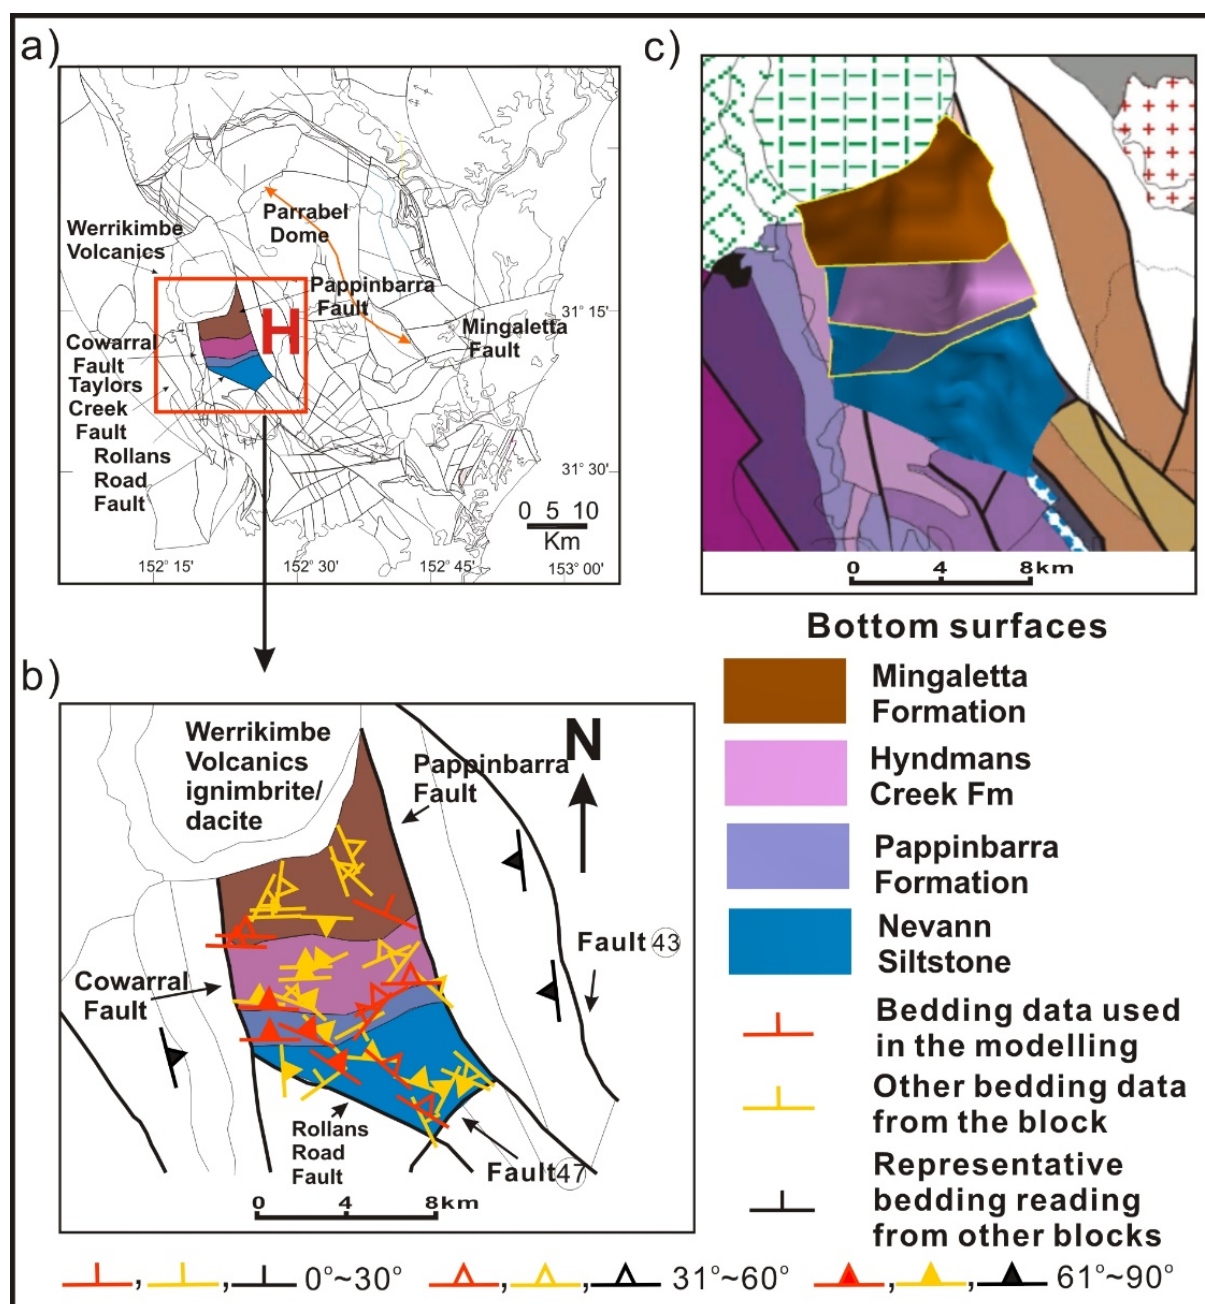 a)
Werrikimbe
Volcanics
Parrabel
Dome
Pappinbarra
Fault
H
Mingaletta
Fault
Cowarral
Fault
Taylors
Creek
Fault
Rollans
Road
Fault
31° 15'
31° 30'
0 5 10
Km
152° 15'
152° 30'
152° 45'
153° 00'
c)
0 4 8km
b)
Werrikimbe
Volcanics
ignimbrite/
dacite
Pappinbarra
Fault
N
Fault 43
Cowarral
Fault
Rollans
Road
Fault
Fault 47
0 4 8km
Bottom surfaces
Mingaletta
Formation
Hyndmans
Creek Fm
Pappinbarra
Formation
Nevann
Siltstone
Bedding data used
in the modelling
Other bedding data
from the block
Representative
bedding reading
from other blocks
, , 0°~30° , , 31°~60° , , 61°~90°